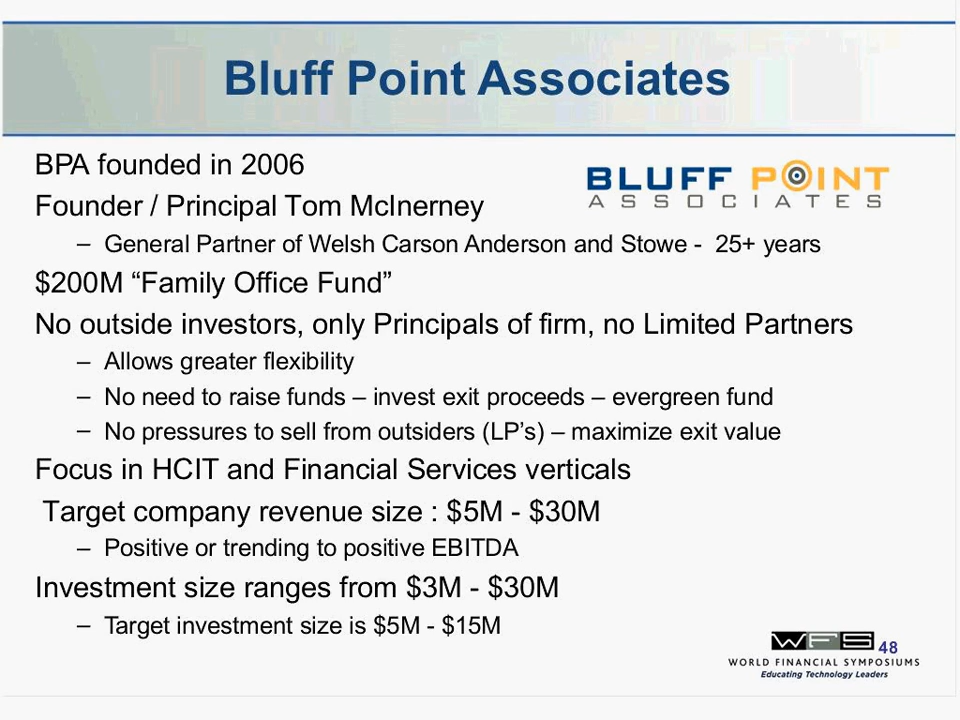 Bluff Point Associates
BPA founded in 2006
BLUFF POINT
ASSOCIATES
Founder / Principal Tom McInerney
– General Partner of Welsh Carson Anderson and Stowe - 25+ years
$200M “Family Office Fund”
No outside investors, only Principals of firm, no Limited Partners
– Allows greater flexibility
– No need to raise funds – invest exit proceeds – evergreen fund
– No pressures to sell from outsiders (LP’s) – maximize exit value
Focus in HCIT and Financial Services verticals
Target company revenue size : $5M - $30M
– Positive or trending to positive EBITDA
Investment size ranges from $3M - $30M
– Target investment size is $5M - $15M
WFS
48
WORLD FINANCIAL SYMPOSIUMS
Educating Technology Leaders